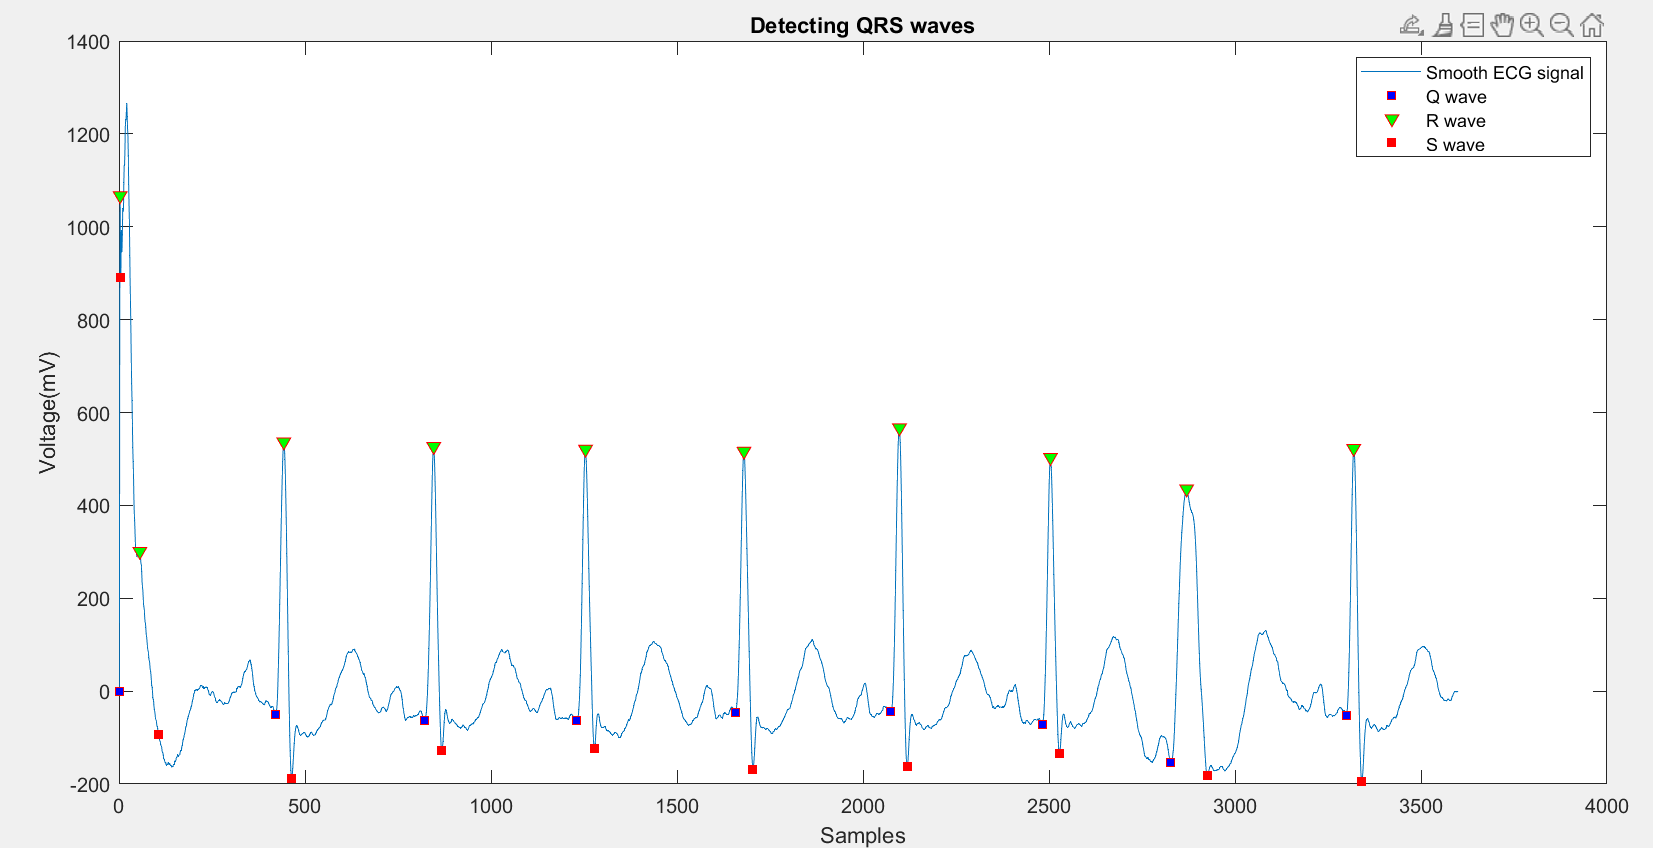 Detecting QRS waves
1400
1200
1000
800
600
400
200
0
-200
Voltage(mV)
Smooth ECG signal
Q wave
R wave
S wave
0
500
1000
1500
2000
2500
3000
3500
4000
Samples